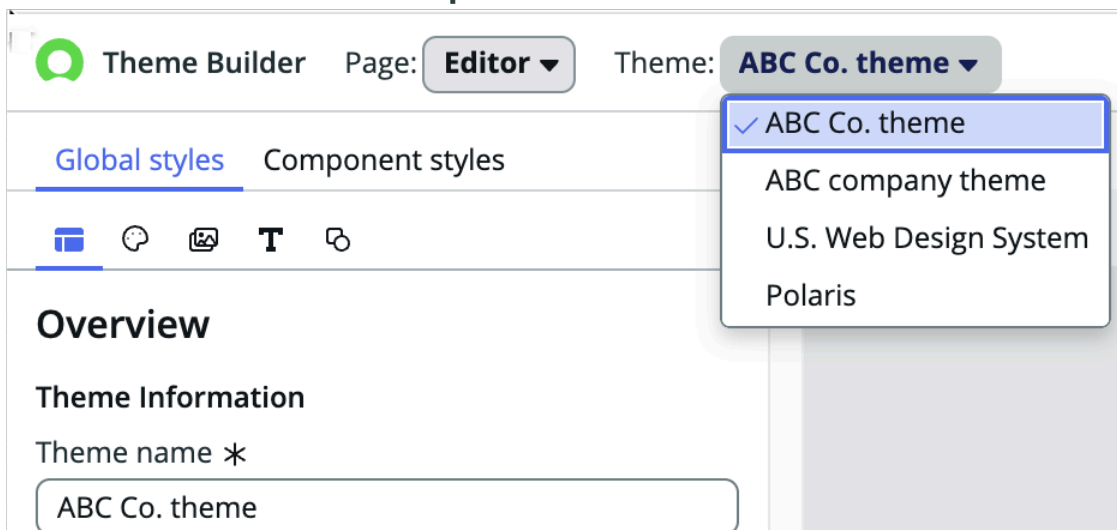 Theme Builder Page: Editor Theme: ABC Co. theme
ABC Co. theme
ABC company theme
U.S. Web Design System
Polaris
Global styles Component styles
T
Overview
Theme Information
Theme name *
ABC Co. theme